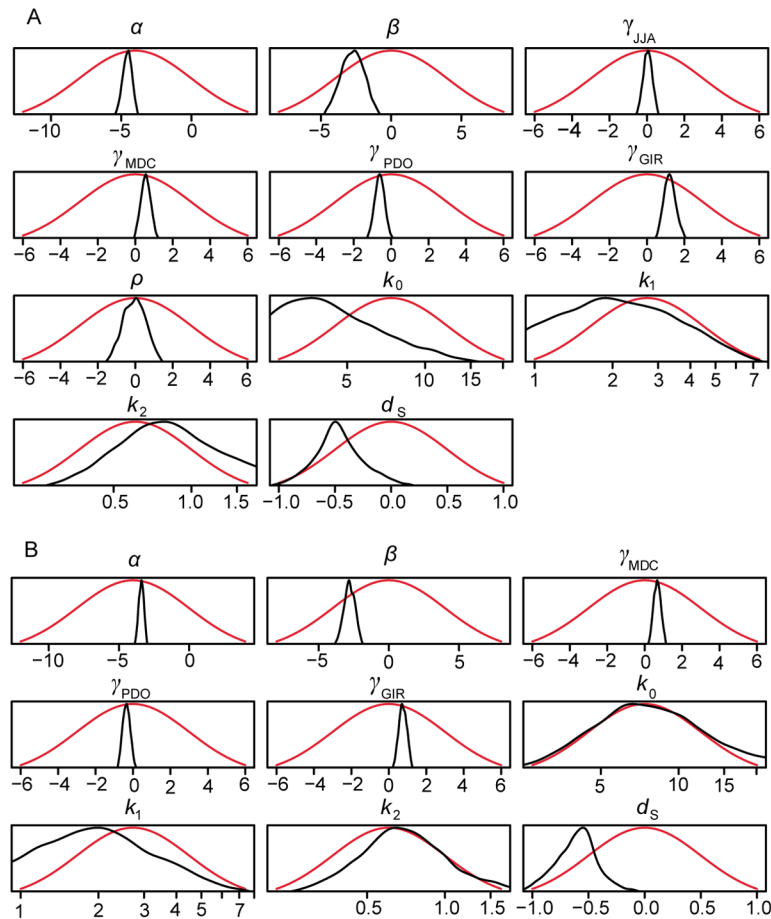 A
α β γJJA
−10 −5 0 −5 0 5 −6 −4 −2 0 2 4 6
γMDC γPDO γGIR
−6 −4 −2 0 2 4 6 −6 −4 −2 0 2 4 6 −6 −4 −2 0 2 4 6
ρ k0 k1
−6 −4 −2 0 2 4 6 5 10 15 1 2 3 4 5 7
k2 dS
0.5 1.0 1.5 −1.0 −0.5 0.0 0.5 1.0
B
α β γMDC
−10 −5 0 −5 0 5 −6 −4 −2 0 2 4 6
γPDO γGIR k0
−6 −4 −2 0 2 4 6 −6 −4 −2 0 2 4 6 5 10 15
k1 k2 dS
1 2 3 4 5 7 0.5 1.0 1.5 −1.0 −0.5 0.0 0.5 1.0